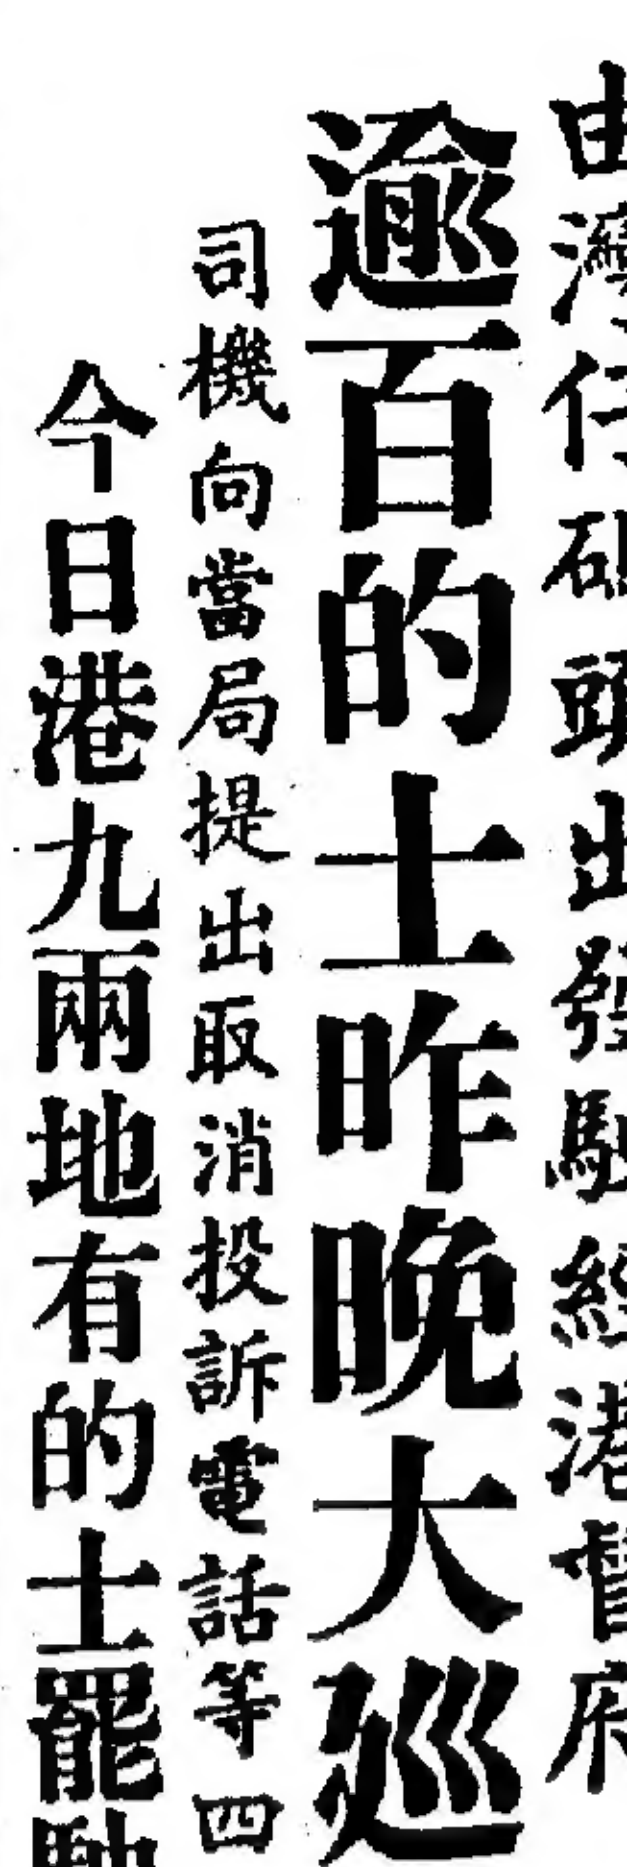 由灣仔碼頭出發駛經港督府
逾百的士昨晚大廵
司機向當局提出取消投訴電話等四
今日港九兩地有的士罷駛